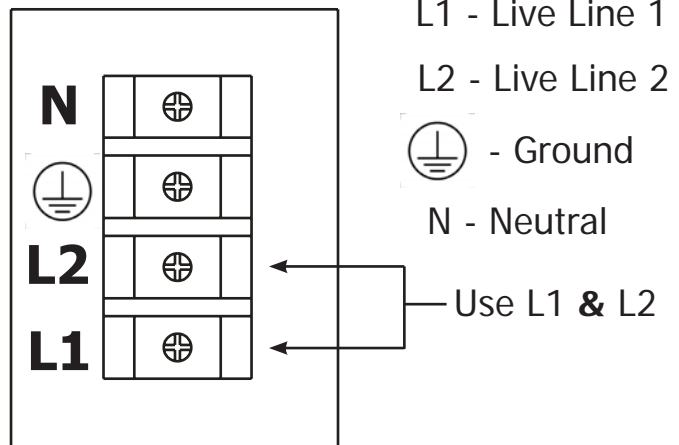 L1 - Live Line 1
L2 - Live Line 2
- Ground
N - Neutral
Use L1 & L2
N
L2
L1